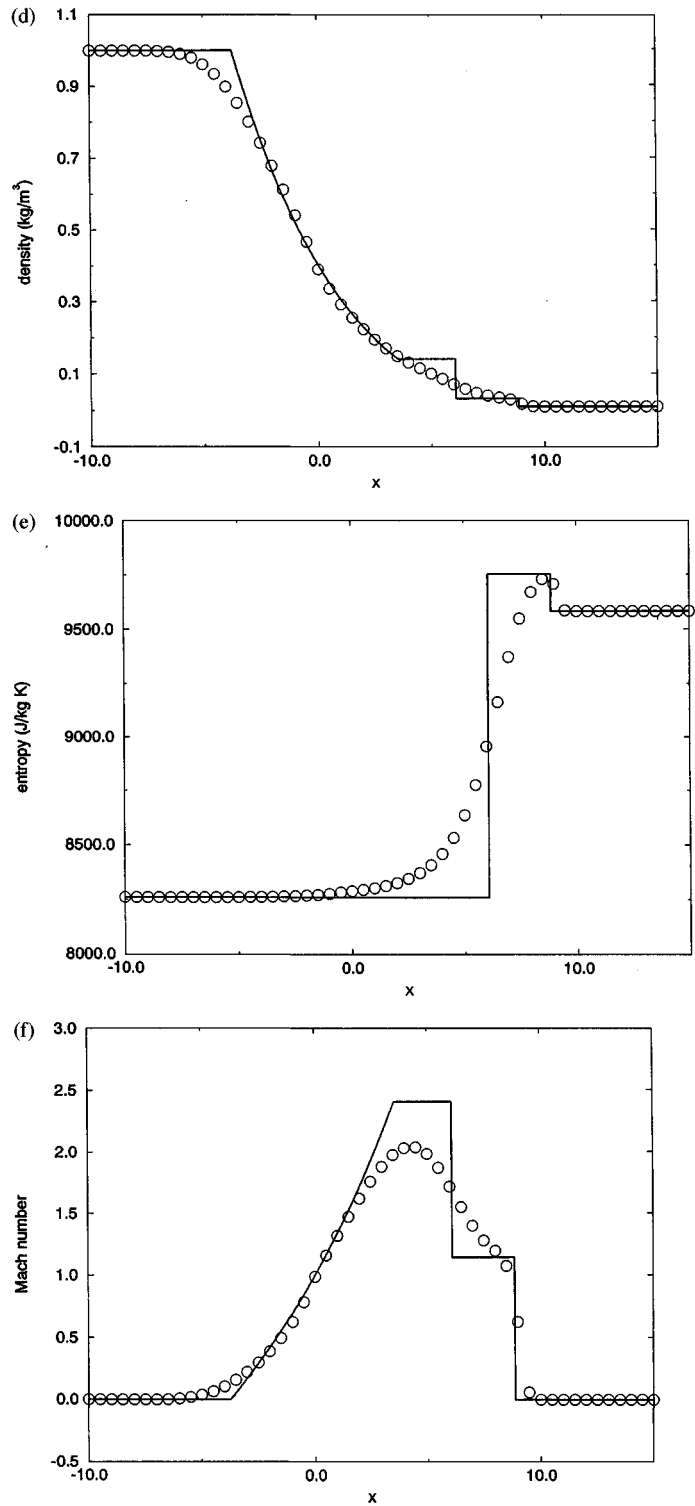 (d)
1.1
0.9
0.7
0.5
0.3
0.1
-0.1
density (kg/m³)
-10.0 0.0 10.0
x
(e)
10000.0
9500.0
9000.0
8500.0
8000.0
entropy (J/kg K)
-10.0 0.0 10.0
x
(f)
3.0
2.5
2.0
1.5
1.0
0.5
0.0
-0.5
Mach number
-10.0 0.0 10.0
x